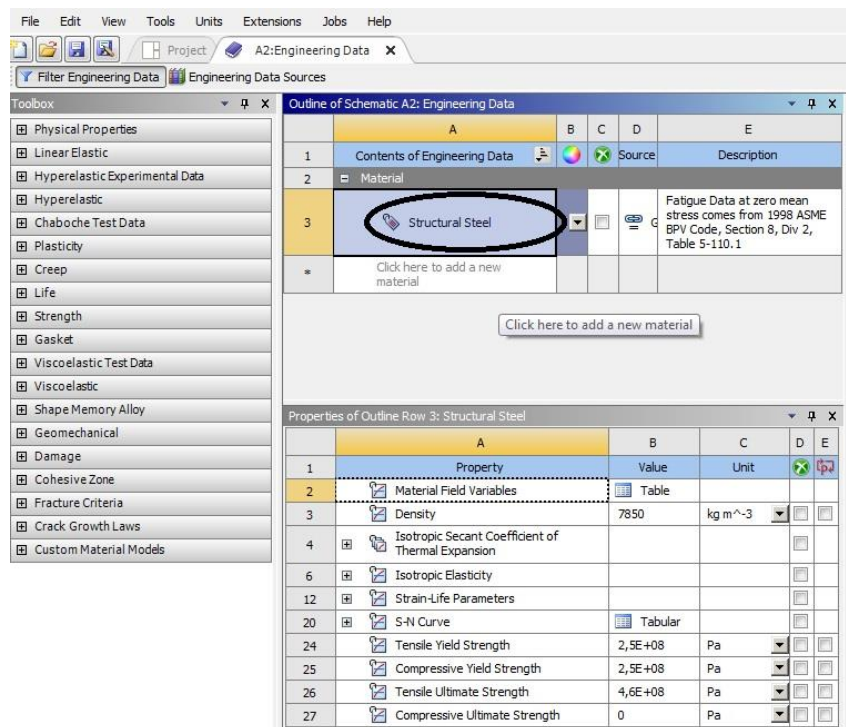 File Edit View Tools Units Extensions Jobs Help
Project A2:Engineering Data
Filter Engineering Data Engineering Data Sources
Toolbox
Physical Properties
Linear Elastic
Hyperelastic Experimental Data
Hyperelastic
Chaboche Test Data
Plasticity
Creep
Life
Strength
Gasket
Viscoelastic Test Data
Viscoelastic
Shape Memory Alloy
Geomechanical
Damage
Cohesive Zone
Fracture Criteria
Crack Growth Laws
Custom Material Models
Outline of Schematic A2: Engineering Data
A B C D E
1 Contents of Engineering Data Source Description
2 Material
3 Structural Steel G Fatigue Data at zero mean
stress comes from 1998 ASME
BPV Code, Section 8, Div 2,
Table 5-110.1
* Click here to add a new
material
Click here to add a new material
Properties of Outline Row 3: Structural Steel
A B C D E
1 Property Value Unit
2 Material Field Variables Table
3 Density 7850 kg m^-3
4 Isotropic Secant Coefficient of
Thermal Expansion
6 Isotropic Elasticity
12 Strain-Life Parameters
20 S-N Curve Tabular
24 Tensile Yield Strength 2,5E+08 Pa
25 Compressive Yield Strength 2,5E+08 Pa
26 Tensile Ultimate Strength 4,6E+08 Pa
27 Compressive Ultimate Strength 0 Pa